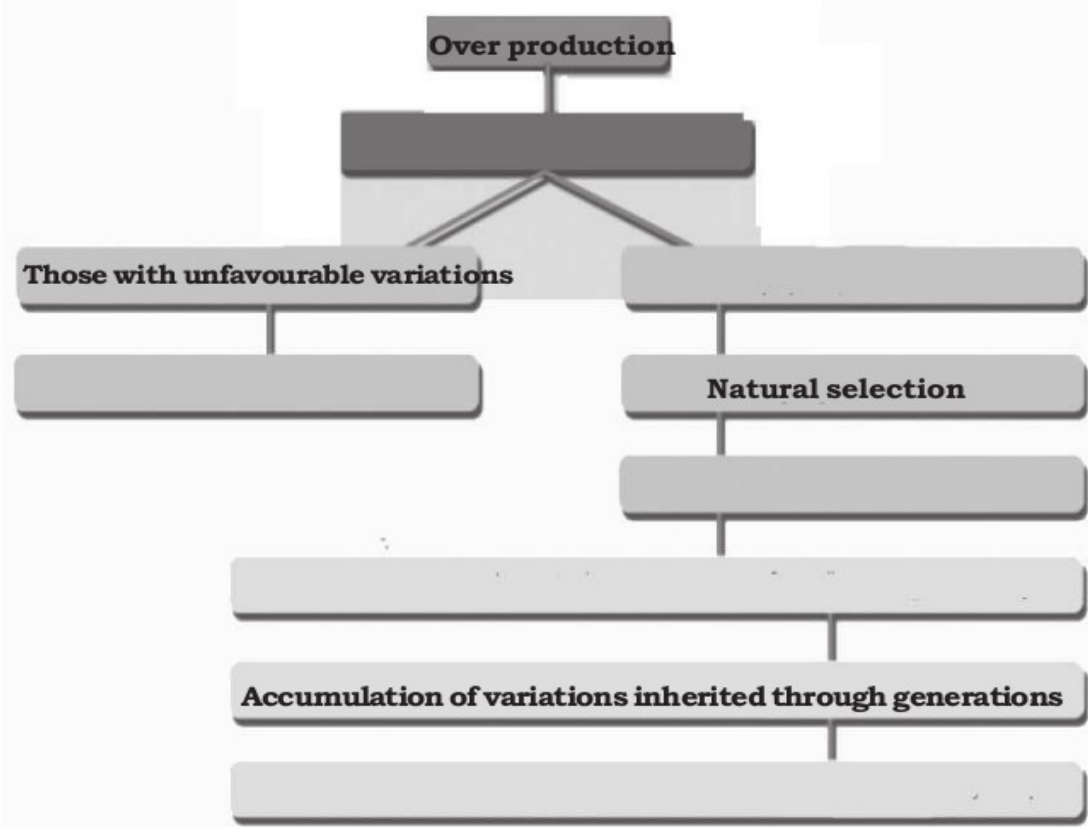 Over production
Those with unfavourable variations
Natural selection
Accumulation of variations inherited through generations